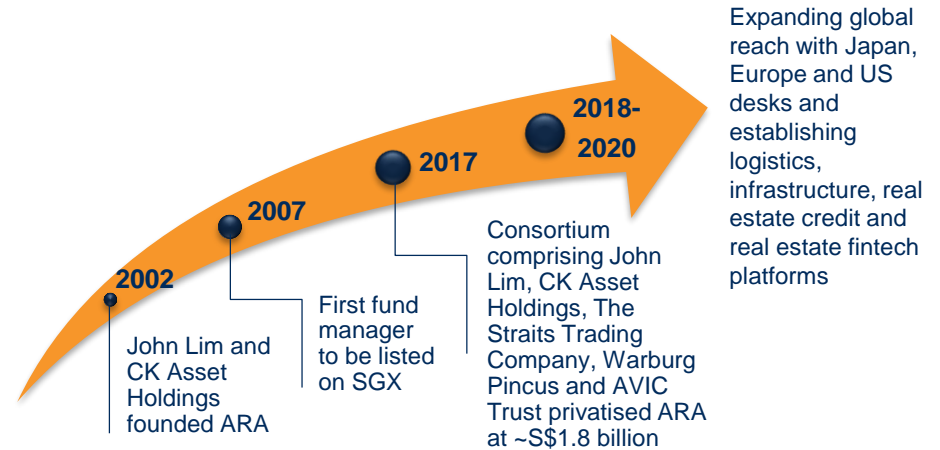 2002
John Lim and
CK Asset
Holdings
founded ARA
2007
First fund
manager
to be listed
on SGX
2017
Consortium
comprising John
Lim, CK Asset
Holdings, The
Straits Trading
Company, Warburg
Pincus and AVIC
Trust privatised ARA
at ~S$1.8 billion
2018-
2020
Expanding global
reach with Japan,
Europe and US
desks and
establishing
logistics,
infrastructure, real
estate credit and
real estate fintech
platforms